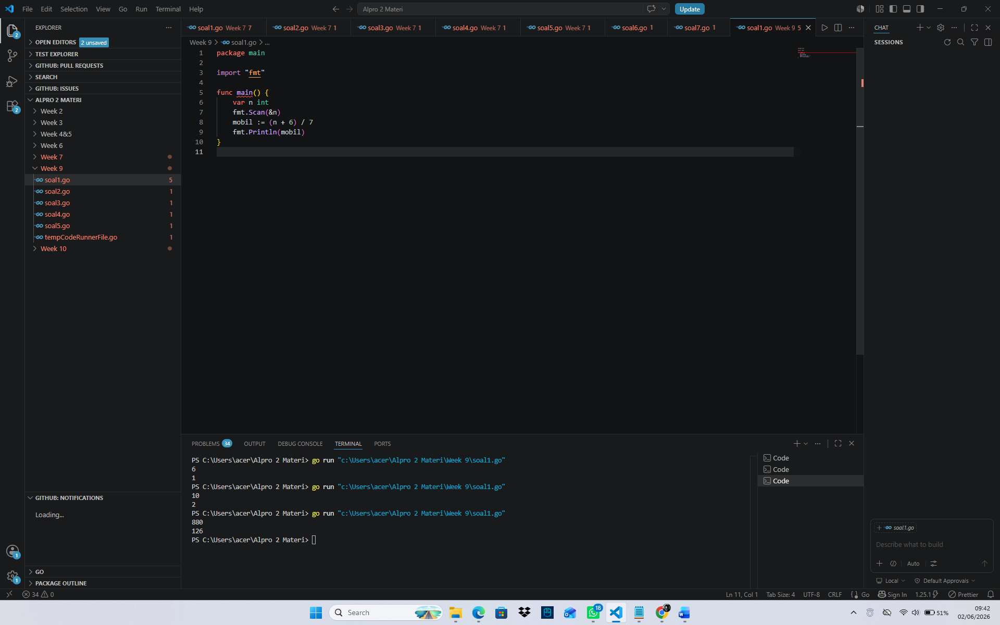 File Edit Selection View Go Run Terminal Help
Alpro 2 Materi
Update
EXPLORER
OPEN EDITORS 2 unsaved
TEST EXPLORER
GITHUB: PULL REQUESTS
SEARCH
GITHUB: ISSUES
ALPRO 2 MATERI
Week 2
Week 3
Week 4&5
Week 6
Week 7
Week 9
soal1.go 5
soal2.go 1
soal3.go 1
soal4.go 1
soal5.go 1
tempCodeRunnerFile.go 1
Week 10
GITHUB: NOTIFICATIONS
Loading...
GO
PACKAGE OUTLINE
2
2
1
1
soal1.go Week 7 7
soal2.go Week 7 1
soal3.go Week 7 1
soal4.go Week 7 1
soal5.go Week 7 1
soal6.go 1
soal7.go 1
soal1.go Week 9 5
Week 9 > soal1.go > ...
1 package main
2
3 import "fmt"
4
5 func main() {
6 var n int
7 fmt.Scan(&n)
8 mobil := (n + 6) / 7
9 fmt.Println(mobil)
10 }
11
PROBLEMS 34 OUTPUT DEBUG CONSOLE TERMINAL PORTS
PS C:\Users\acer\Alpro 2 Materi> go run "c:\Users\acer\Alpro 2 Materi\Week 9\soal1.go"
6
1
PS C:\Users\acer\Alpro 2 Materi> go run "c:\Users\acer\Alpro 2 Materi\Week 9\soal1.go"
10
2
PS C:\Users\acer\Alpro 2 Materi> go run "c:\Users\acer\Alpro 2 Materi\Week 9\soal1.go"
880
126
PS C:\Users\acer\Alpro 2 Materi>
Code
Code
Code
CHAT
SESSIONS
soal1.go
Describe what to build
Auto
Local Default Approvals
34 0
Ln 11, Col 1 Tab Size: 4 UTF-8 CRLF Go Sign In 1.25.1 Prettier
Search
18
51%
09:42
02/06/2026